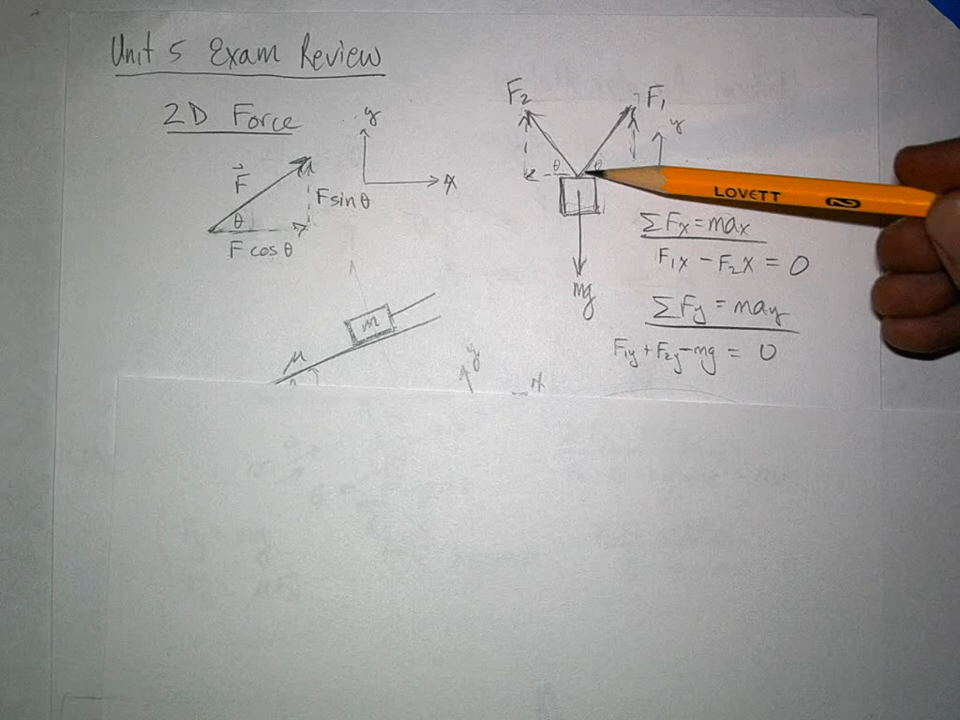 Unit 5 Exam Review
2D Force
y
x
F⃗
θ
F sin θ
F cos θ
F₂
F₁
y
θ
θ
mg
LOVETT 2
ΣFx = max
F₁x - F₂x = 0
ΣFy = may
F₁y + F₂y - mg = 0
m
μ
y
x